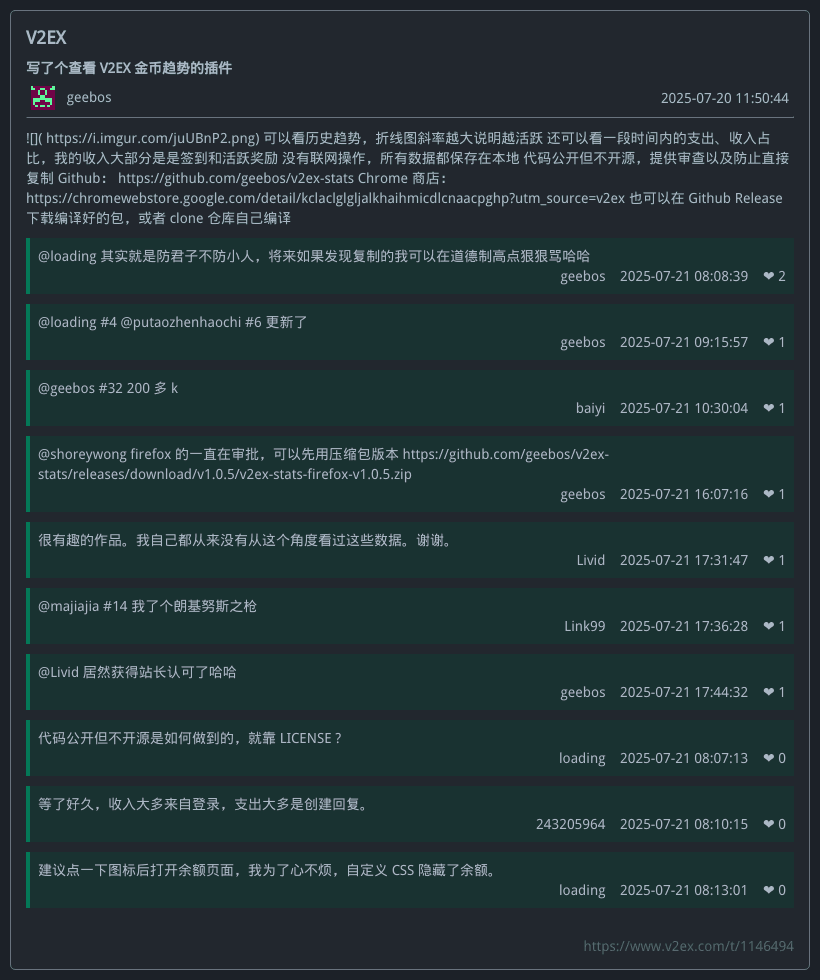 V2EX
写了个查看 V2EX 金币趋势的插件
geebos
2025-07-20 11:50:44
![]( https://i.imgur.com/juUBnP2.png) 可以看历史趋势，折线图斜率越大说明越活跃 还可以看一段时间内的支出、收入占
比，我的收入大部分是是签到和活跃奖励 没有联网操作，所有数据都保存在本地 代码公开但不开源，提供审查以及防止直接
复制 Github： https://github.com/geebos/v2ex-stats Chrome 商店：
https://chromewebstore.google.com/detail/kclaclglgljalkhaihmicdlcnaacpghp?utm_source=v2ex 也可以在 Github Release
下载编译好的包，或者 clone 仓库自己编译
@loading 其实就是防君子不防小人，将来如果发现复制的我可以在道德制高点狠狠骂哈哈
geebos 2025-07-21 08:08:39 ❤ 2
@loading #4 @putaozhenhaochi #6 更新了
geebos 2025-07-21 09:15:57 ❤ 1
@geebos #32 200 多 k
baiyi 2025-07-21 10:30:04 ❤ 1
@shoreywong firefox 的一直在审批，可以先用压缩包版本 https://github.com/geebos/v2ex-
stats/releases/download/v1.0.5/v2ex-stats-firefox-v1.0.5.zip
geebos 2025-07-21 16:07:16 ❤ 1
很有趣的作品。我自己都从来没有从这个角度看过这些数据。谢谢。
Livid 2025-07-21 17:31:47 ❤ 1
@majiajia #14 我了个朗基努斯之枪
Link99 2025-07-21 17:36:28 ❤ 1
@Livid 居然获得站长认可了哈哈
geebos 2025-07-21 17:44:32 ❤ 1
代码公开但不开源是如何做到的，就靠 LICENSE ?
loading 2025-07-21 08:07:13 ❤ 0
等了好久，收入大多来自登录，支出大多是创建回复。
243205964 2025-07-21 08:10:15 ❤ 0
建议点一下图标后打开余额页面，我为了心不烦，自定义 CSS 隐藏了余额。
loading 2025-07-21 08:13:01 ❤ 0
https://www.v2ex.com/t/1146494